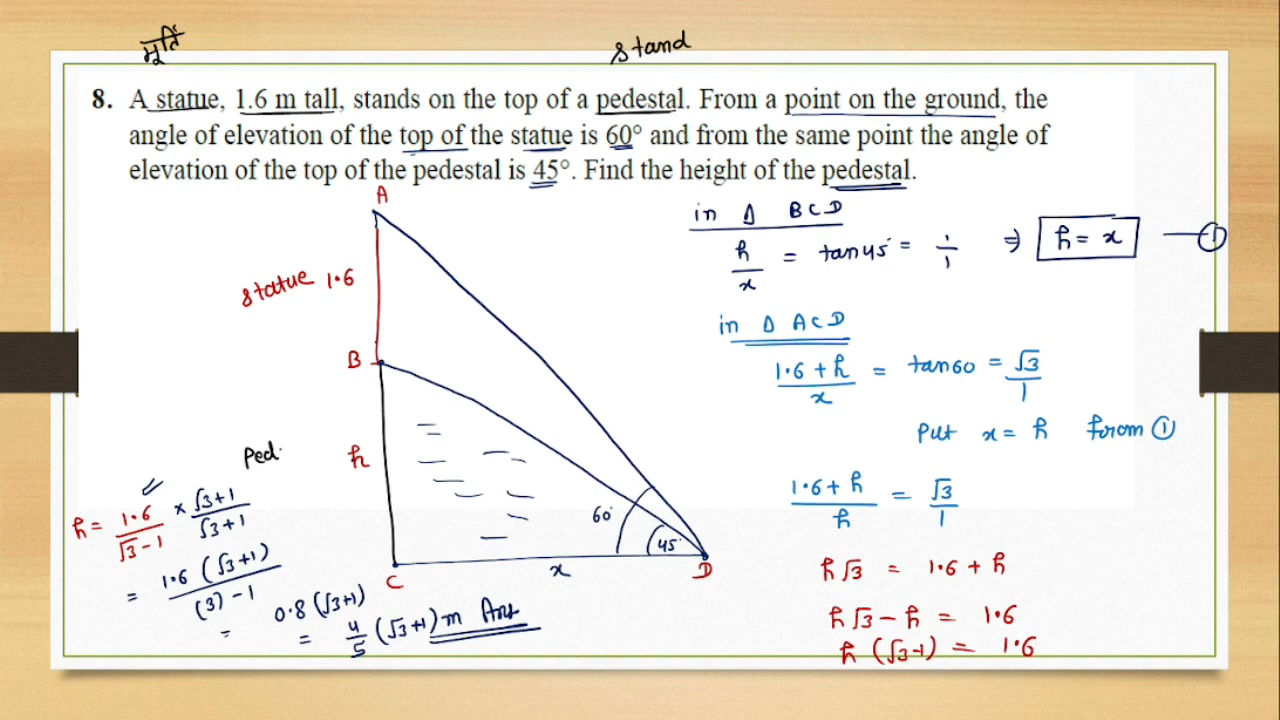 मूर्ति
stand
8. A statue, 1.6 m tall, stands on the top of a pedestal. From a point on the ground, the
angle of elevation of the top of the statue is 60° and from the same point the angle of
elevation of the top of the pedestal is 45°. Find the height of the pedestal.
A
statue 1.6
B
Ped.
h
60°
45°
C
x
D
in Δ BCD
h/x = tan45° = 1/1 ⇒ h = x —①
in Δ ACD
1.6 + h/x = tan60 = √3/1
Put x = h from ①
1.6 + h/h = √3/1
h√3 = 1.6 + h
h√3 − h = 1.6
h (√3-1) = 1.6
h = 1.6/√3 − 1 × √3+1/√3+1
= 1.6 (√3+1)/(3) − 1
= 0.8 (√3+1)
= 4/5 (√3+1) m Ans